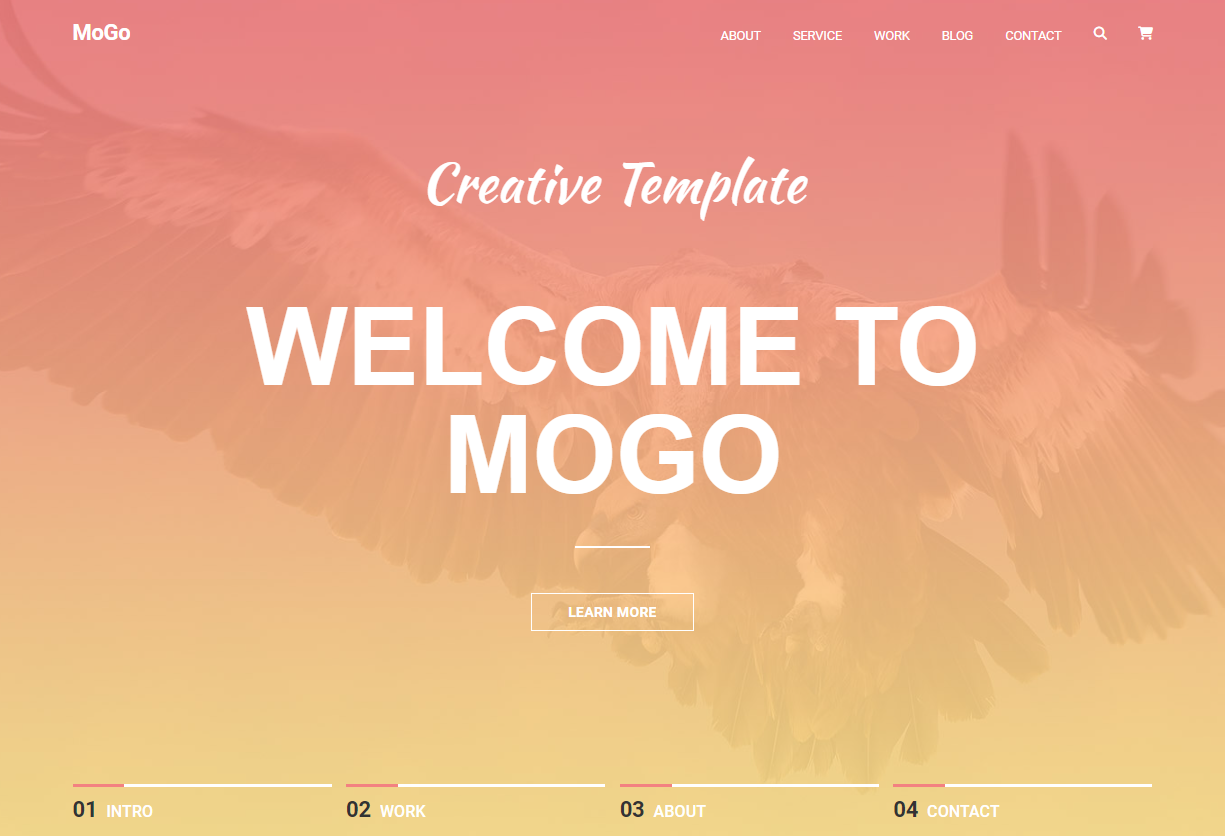 MoGo
ABOUT SERVICE WORK BLOG CONTACT
Creative Template
WELCOME TO
MOGO
LEARN MORE
01 INTRO 02 WORK 03 ABOUT 04 CONTACT